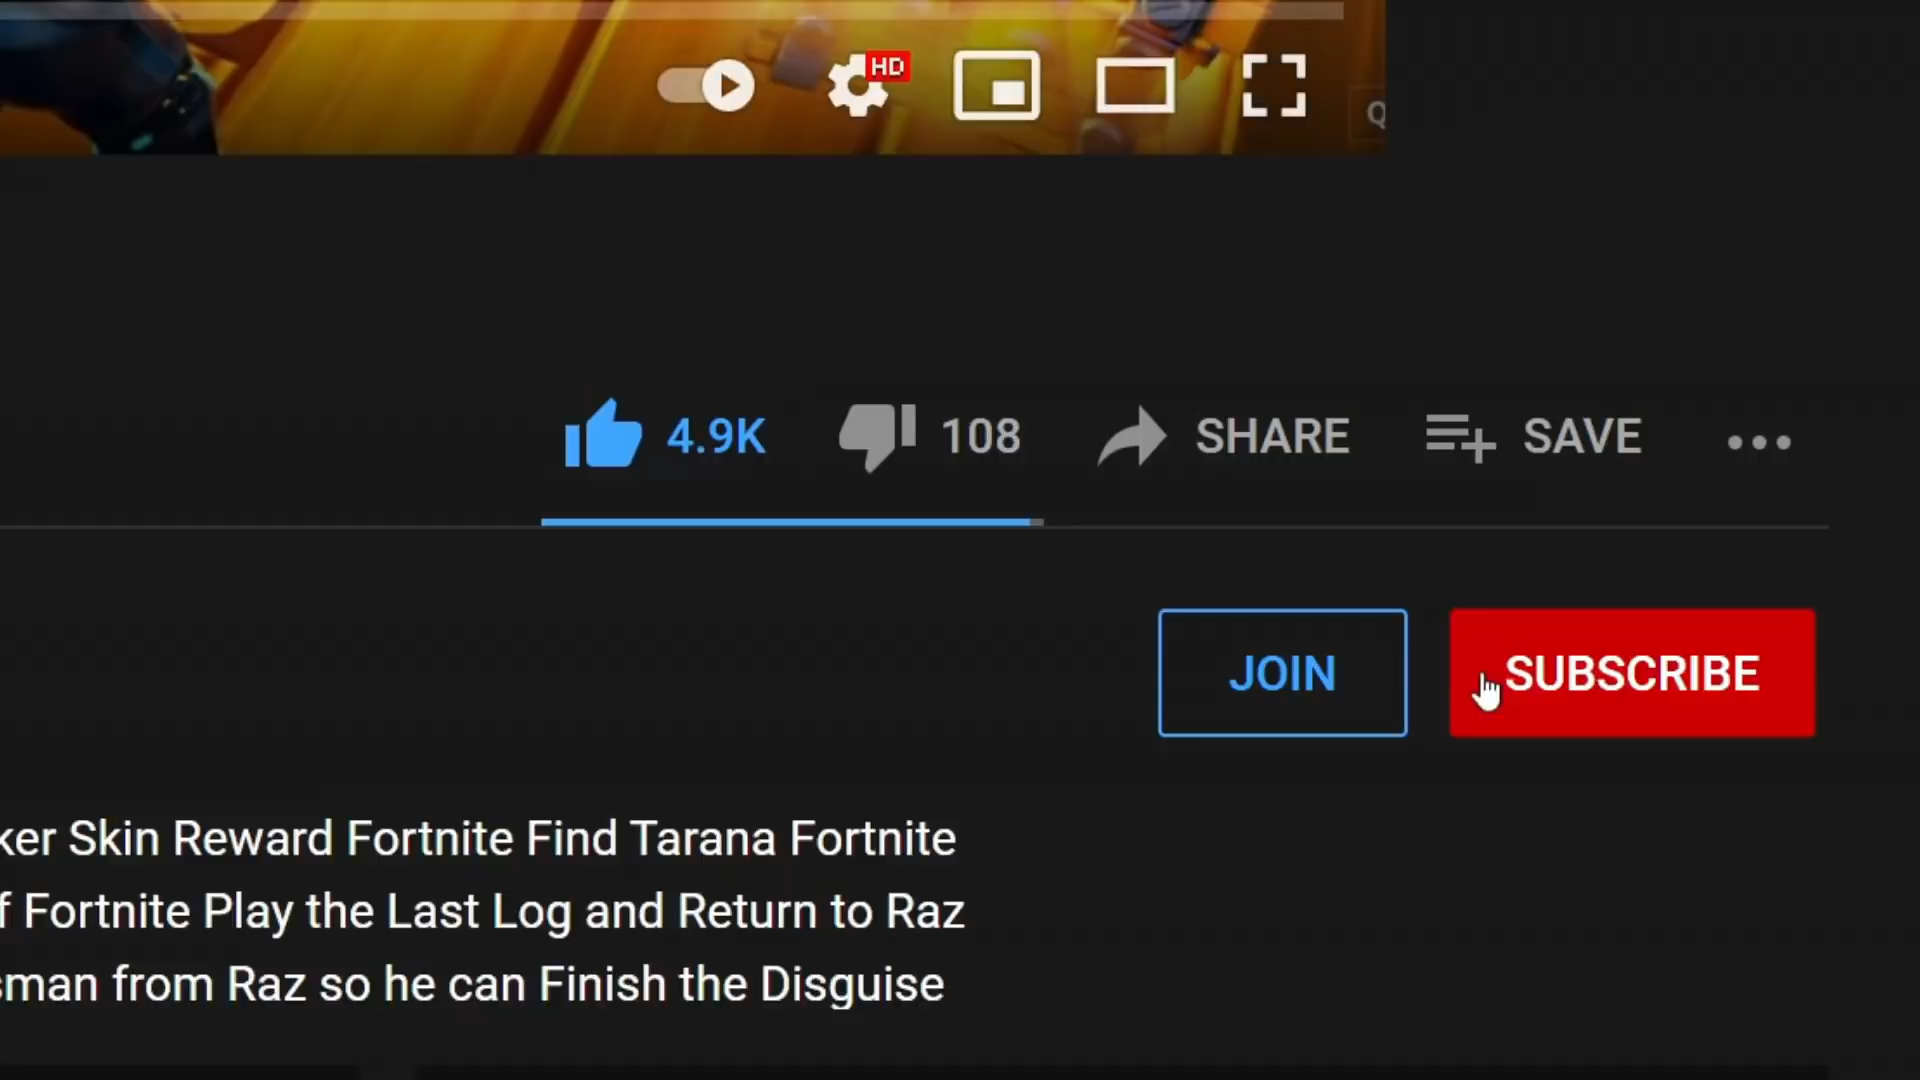 HD
4.9K 108 SHARE SAVE
JOIN SUBSCRIBE
Skin Reward Fortnite Find Tarana Fortnite
Fortnite Play the Last Log and Return to Raz
from Raz so he can Finish the Disguise